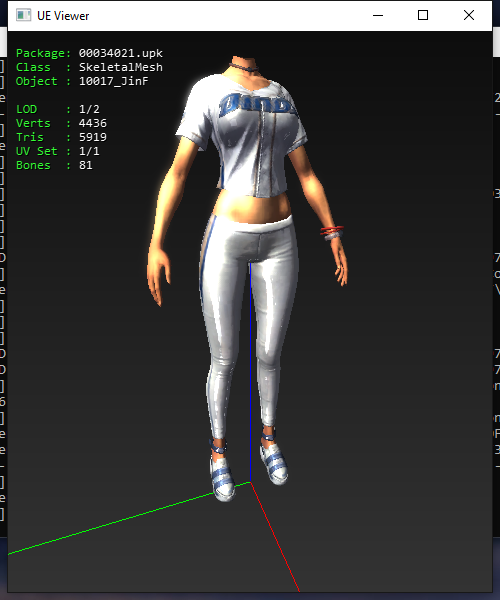 UE Viewer
Package: 00034021.upk
Class : SkeletalMesh
Object : 10017_JinF
LOD : 1/2
Verts : 4436
Tris : 5919
UV Set : 1/1
Bones : 81